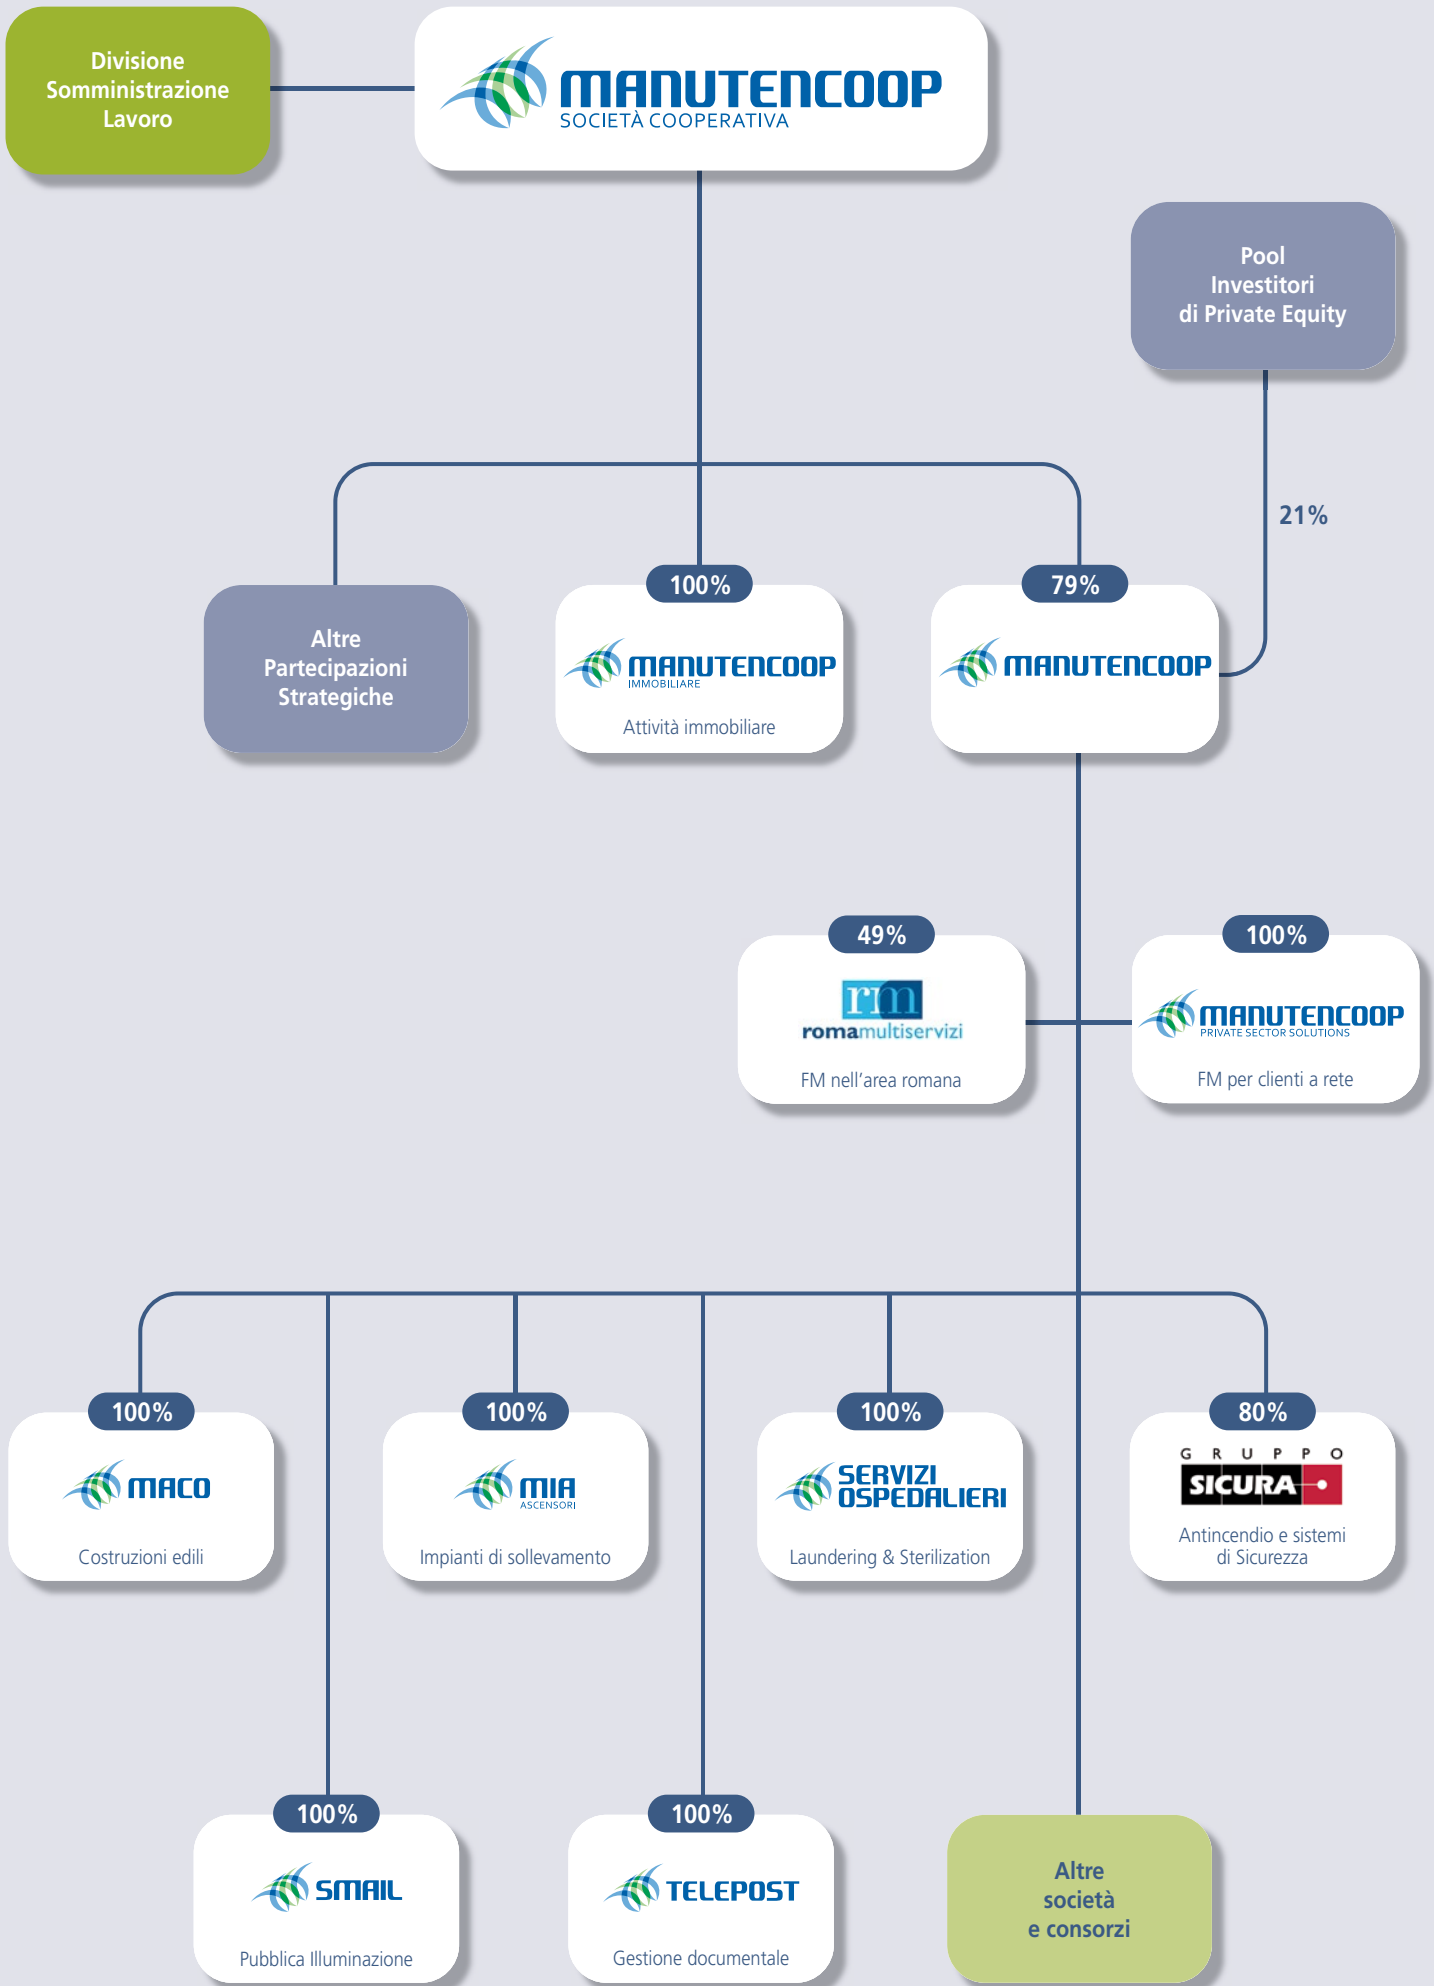 Divisione
Somministrazione
Lavoro
MANUTENCOOP
SOCIETÀ COOPERATIVA
Pool
Investitori
di Private Equity
21%
Altre
Partecipazioni
Strategiche
100%
MANUTENCOOP
IMMOBILIARE
Attività immobiliare
79%
MANUTENCOOP
49%
rm
romamultiservizi
FM nell'area romana
100%
MANUTENCOOP
PRIVATE SECTOR SOLUTIONS
FM per clienti a rete
100%
MACO
Costruzioni edili
100%
MIA
ASCENSORI
Impianti di sollevamento
100%
SERVIZI
OSPEDALIERI
Laundering & Sterilization
80%
GRUPPO
SICURA
Antincendio e sistemi
di Sicurezza
100%
SMAIL
Pubblica Illuminazione
100%
TELEPOST
Gestione documentale
Altre
società
e consorzi